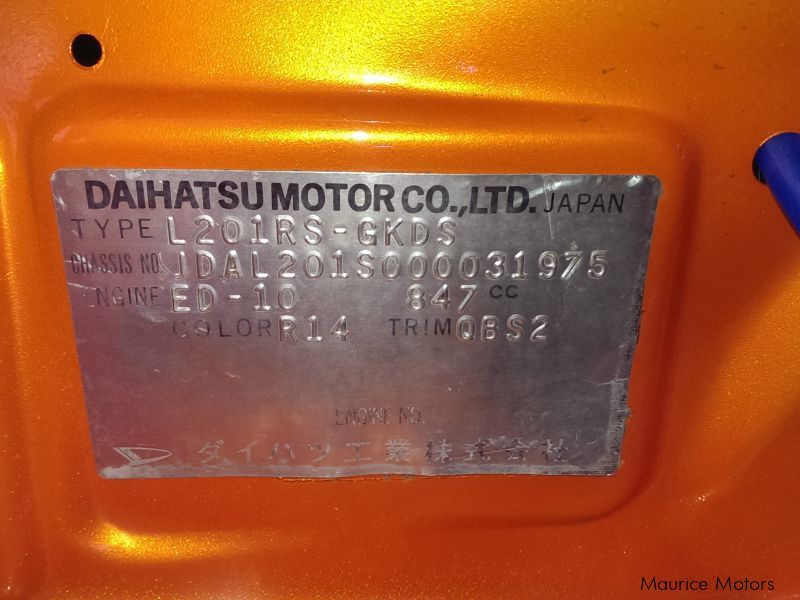 DAIHATSU MOTOR CO.,LTD. JAPAN
TYPE L201RS-GKDS
CHASSIS NO. JDAL201S000031975
ENGINE ED-10 847 CC
COLOR R14 TRIM QBS2
ENGINE NO.
ダイハツ工業株式会社
Maurice Motors